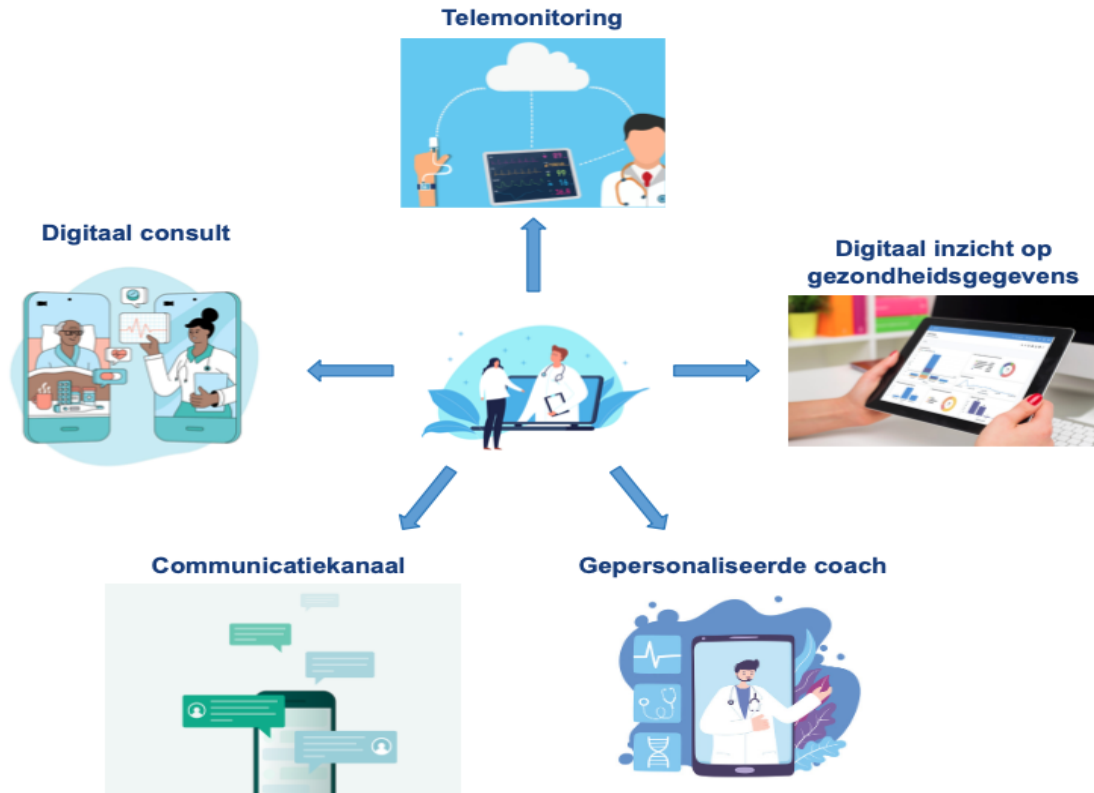 Telemonitoring
Digitaal consult
Digitaal inzicht op
gezondheidsgegevens
Communicatiekanaal
Gepersonaliseerde coach